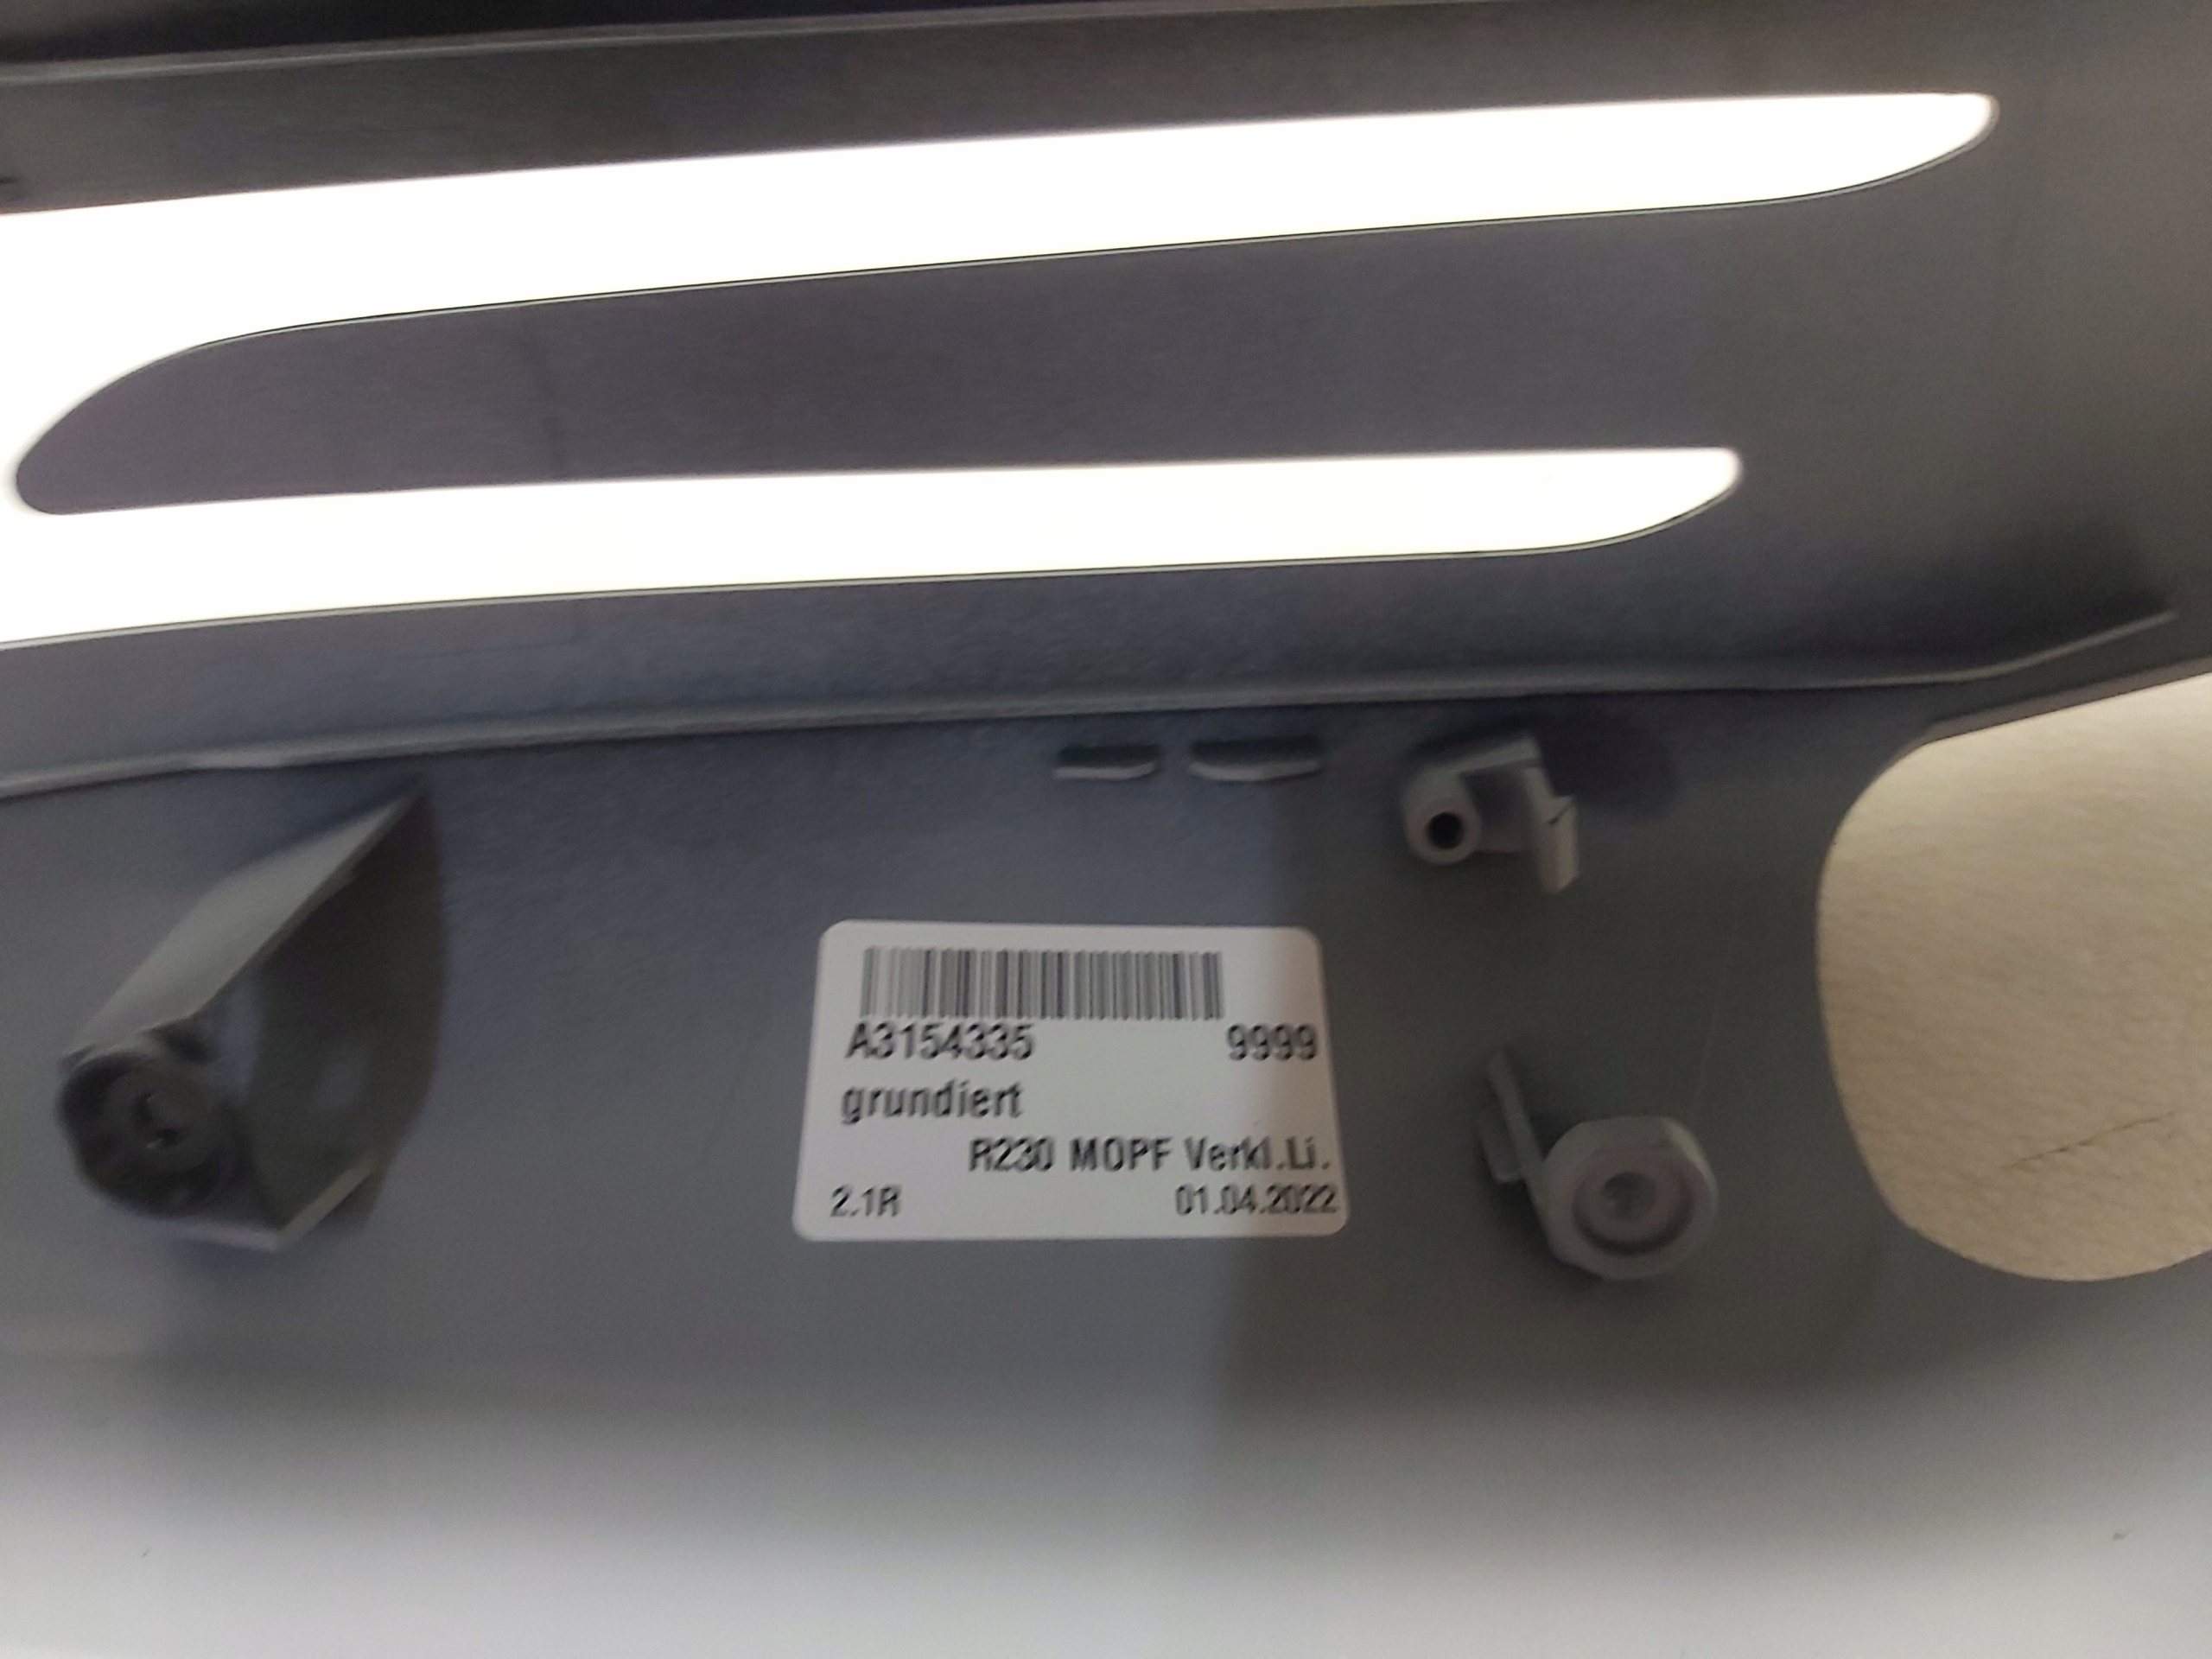 A3154335 9999
grundiert
R230 MOPF Verkl.Li.
2.1R 01.04.2022